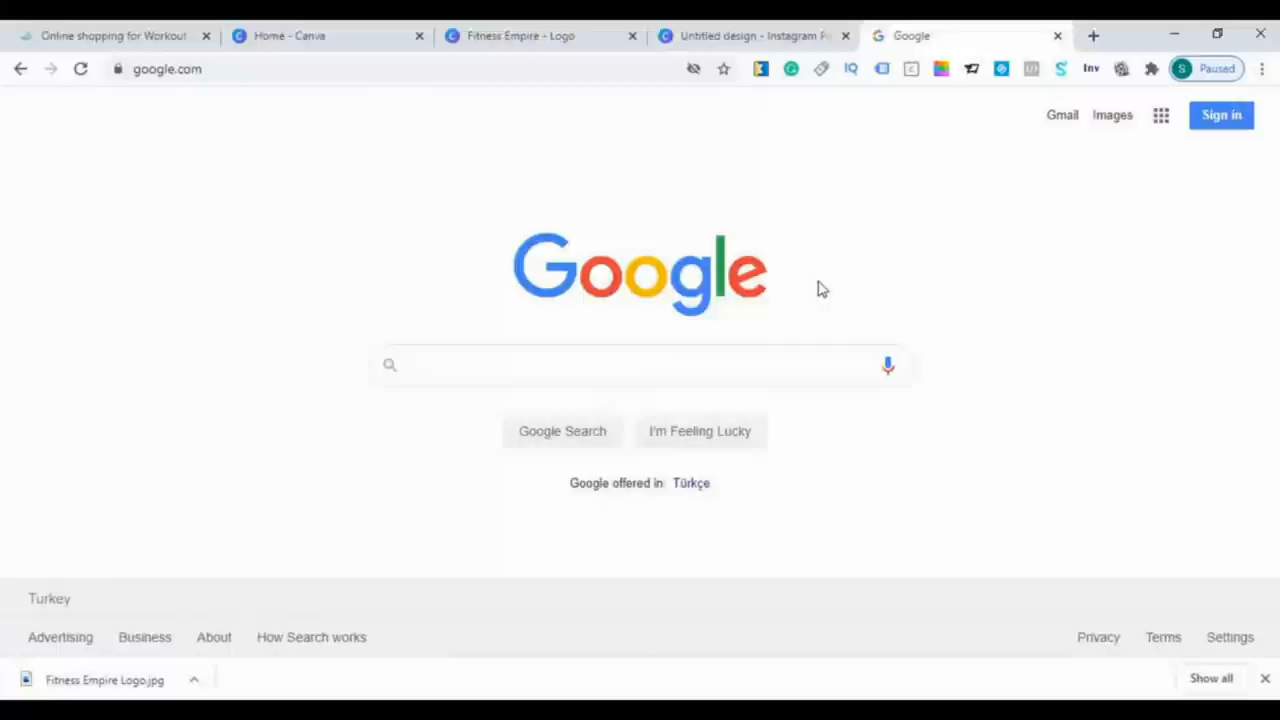 Online shopping for Workout
Home - Canva
Fitness Empire - Logo
Untitled design - Instagram P
Google
google.com
IQ
Inv
S
Paused
Gmail
Images
Sign in
Google
Google Search
I'm Feeling Lucky
Google offered in Türkçe
Turkey
Advertising
Business
About
How Search works
Privacy
Terms
Settings
Fitness Empire Logo.jpg
Show all